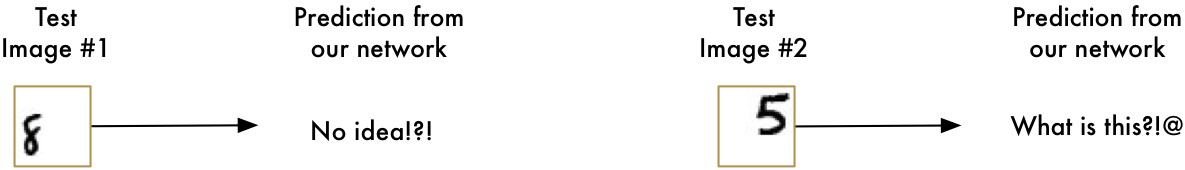 Test
Image #1
Prediction from
our network
8
No idea!?!
Test
Image #2
Prediction from
our network
5
What is this?!@